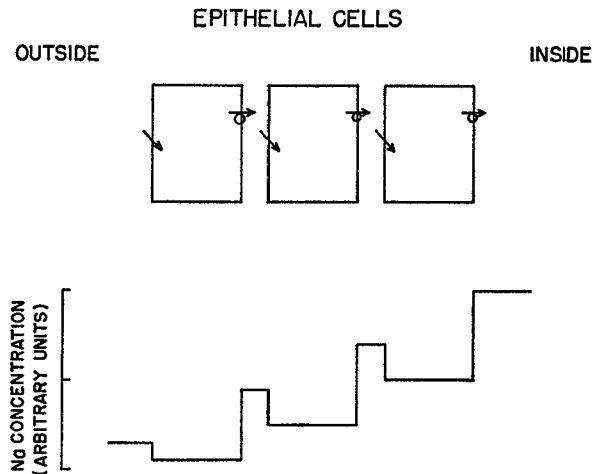 EPITHELIAL CELLS
OUTSIDE
INSIDE
Na CONCENTRATION
(ARBITRARY UNITS)